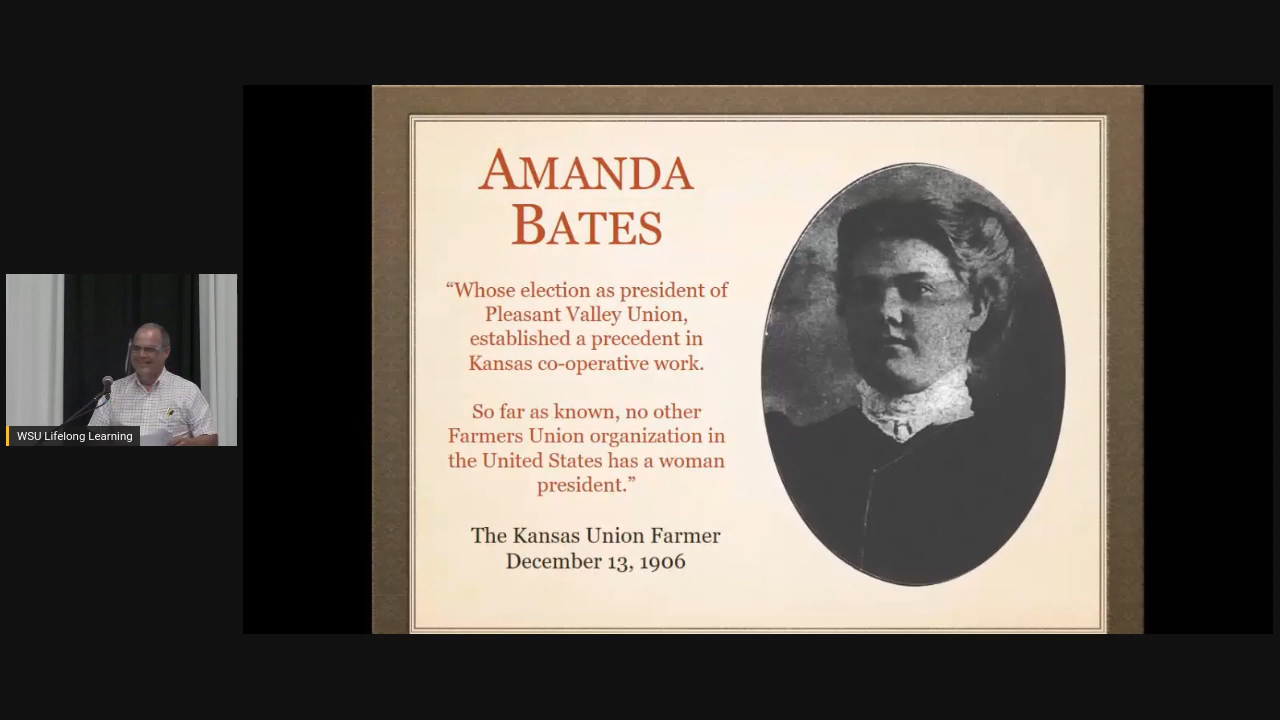 AMANDA
BATES
“Whose election as president of
Pleasant Valley Union,
established a precedent in
Kansas co-operative work.
So far as known, no other
Farmers Union organization in
the United States has a woman
president.”
The Kansas Union Farmer
December 13, 1906
WSU Lifelong Learning